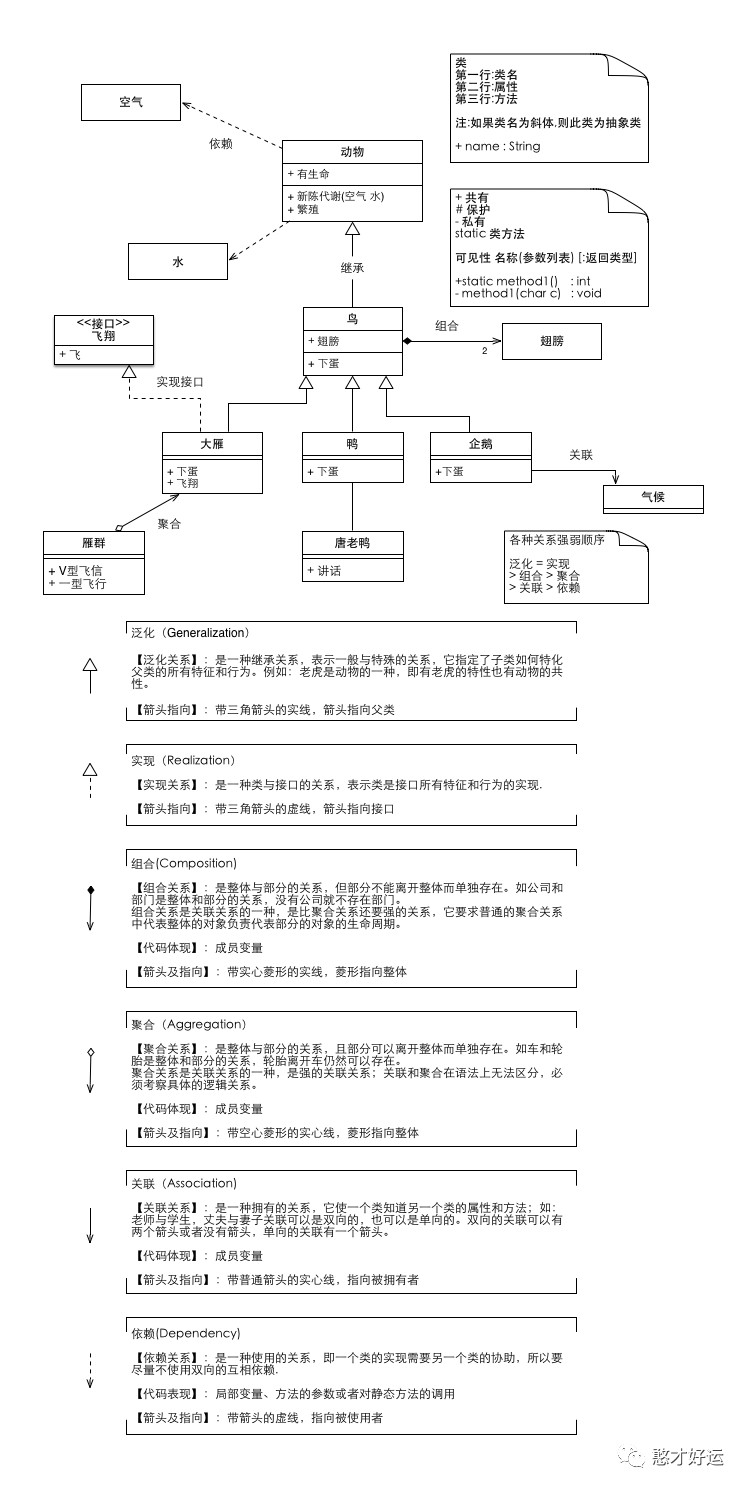 类
第一行:类名
第二行:属性
第三行:方法
注:如果类名为斜体,则此类为抽象类
+ name : String
空气
依赖
动物
+ 有生命
+ 新陈代谢(空气 水)
+ 繁殖
+ 共有
# 保护
- 私有
static 类方法
可见性 名称(参数列表) [:返回类型]
+static method1() : int
- method1(char c) : void
水
继承
<<接口>>
飞翔
+ 飞
鸟
+ 翅膀
+ 下蛋
组合
2
翅膀
实现接口
大雁
+ 下蛋
+ 飞翔
鸭
+ 下蛋
企鹅
+下蛋
关联
气候
聚合
雁群
+ V型飞信
+ 一型飞行
唐老鸭
+ 讲话
各种关系强弱顺序
泛化 = 实现
> 组合 > 聚合
> 关联 > 依赖
泛化（Generalization）
【泛化关系】：是一种继承关系，表示一般与特殊的关系，它指定了子类如何特化
父类的所有特征和行为。例如：老虎是动物的一种，即有老虎的特性也有动物的共
性。
【箭头指向】：带三角箭头的实线，箭头指向父类
实现（Realization）
【实现关系】：是一种类与接口的关系，表示类是接口所有特征和行为的实现.
【箭头指向】：带三角箭头的虚线，箭头指向接口
组合(Composition)
【组合关系】：是整体与部分的关系，但部分不能离开整体而单独存在。如公司和
部门是整体和部分的关系，没有公司就不存在部门。
组合关系是关联关系的一种，是比聚合关系还要强的关系，它要求普通的聚合关系
中代表整体的对象负责代表部分的对象的生命周期。
【代码体现】：成员变量
【箭头及指向】：带实心菱形的实线，菱形指向整体
聚合（Aggregation）
【聚合关系】：是整体与部分的关系，且部分可以离开整体而单独存在。如车和轮
胎是整体和部分的关系，轮胎离开车仍然可以存在。
聚合关系是关联关系的一种，是强的关联关系；关联和聚合在语法上无法区分，必
须考察具体的逻辑关系。
【代码体现】：成员变量
【箭头及指向】：带空心菱形的实心线，菱形指向整体
关联（Association）
【关联关系】：是一种拥有的关系，它使一个类知道另一个类的属性和方法；如：
老师与学生，丈夫与妻子关联可以是双向的，也可以是单向的。双向的关联可以有
两个箭头或者没有箭头，单向的关联有一个箭头。
【代码体现】：成员变量
【箭头及指向】：带普通箭头的实心线，指向被拥有者
依赖(Dependency)
【依赖关系】：是一种使用的关系，即一个类的实现需要另一个类的协助，所以要
尽量不使用双向的互相依赖.
【代码表现】：局部变量、方法的参数或者对静态方法的调用
【箭头及指向】：带箭头的虚线，指向被使用者
憨才好运